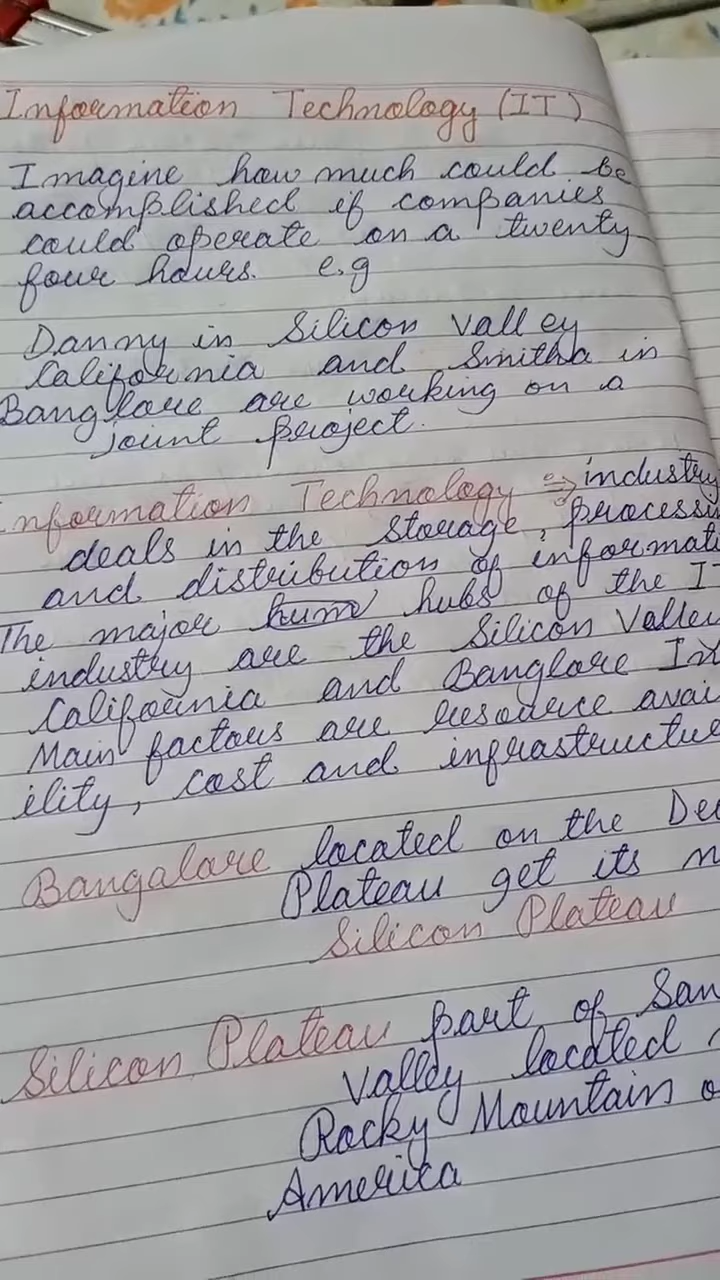 Information Technology (IT)
Imagine how much could be
accomplished if companies
could operate on a twenty
four hours. e.g
Danny in Silicon Valley
California and Smitha in
Banglore are working on a
joint project.
Information Technology ⇒ industry
deals in the storage, processi
and distribution of informati
The major hubs of the I
industry are the Silicon Valley
California and Banglore In
Main factors are resource avai
ility, cost and infrastructu
Bangalore located on the De
Plateau get its n
Silicon Plateau
Silicon Plateau part of San
Valley located
Rocky Mountain o
America